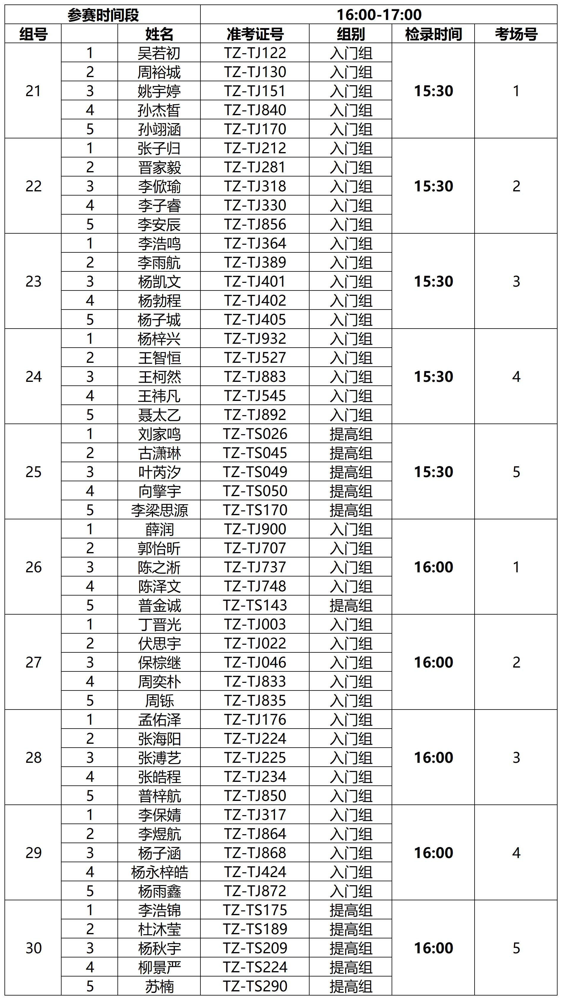 参赛时间段 16:00-17:00
组号 姓名 准考证号 组别 检录时间 考场号
21 1 吴若初 TZ-TJ122 入门组 15:30 1
2 周裕城 TZ-TJ130 入门组
3 姚宇婷 TZ-TJ151 入门组
4 孙杰皙 TZ-TJ840 入门组
5 孙翊涵 TZ-TJ170 入门组
22 1 张子归 TZ-TJ212 入门组 15:30 2
2 晋家毅 TZ-TJ281 入门组
3 李俽瑜 TZ-TJ318 入门组
4 李子睿 TZ-TJ330 入门组
5 李安辰 TZ-TJ856 入门组
23 1 李浩鸣 TZ-TJ364 入门组 15:30 3
2 李雨航 TZ-TJ389 入门组
3 杨凯文 TZ-TJ401 入门组
4 杨勃程 TZ-TJ402 入门组
5 杨子城 TZ-TJ405 入门组
24 1 杨梓兴 TZ-TJ932 入门组 15:30 4
2 王智恒 TZ-TJ527 入门组
3 王柯然 TZ-TJ883 入门组
4 王祎凡 TZ-TJ545 入门组
5 聂太乙 TZ-TJ892 入门组
25 1 刘家鸣 TZ-TS026 提高组 15:30 5
2 古潇琳 TZ-TS045 提高组
3 叶芮汐 TZ-TS049 提高组
4 向擎宇 TZ-TS050 提高组
5 李梁思源 TZ-TS170 提高组
26 1 薛润 TZ-TJ900 入门组 16:00 1
2 郭怡昕 TZ-TJ707 入门组
3 陈之淅 TZ-TJ737 入门组
4 陈泽文 TZ-TJ748 入门组
5 普金诚 TZ-TS143 提高组
27 1 丁晋光 TZ-TJ003 入门组 16:00 2
2 伏思宇 TZ-TJ022 入门组
3 保棕继 TZ-TJ046 入门组
4 周奕朴 TZ-TJ833 入门组
5 周铄 TZ-TJ835 入门组
28 1 孟佑泽 TZ-TJ176 入门组 16:00 3
2 张海阳 TZ-TJ224 入门组
3 张溥艺 TZ-TJ225 入门组
4 张皓程 TZ-TJ234 入门组
5 普梓航 TZ-TJ850 入门组
29 1 李保婧 TZ-TJ317 入门组 16:00 4
2 李煜航 TZ-TJ864 入门组
3 杨子涵 TZ-TJ868 入门组
4 杨永梓皓 TZ-TJ424 入门组
5 杨雨鑫 TZ-TJ872 入门组
30 1 李浩锦 TZ-TS175 提高组 16:00 5
2 杜沐莹 TZ-TS189 提高组
3 杨秋宇 TZ-TS209 提高组
4 柳景严 TZ-TS224 提高组
5 苏楠 TZ-TS290 提高组